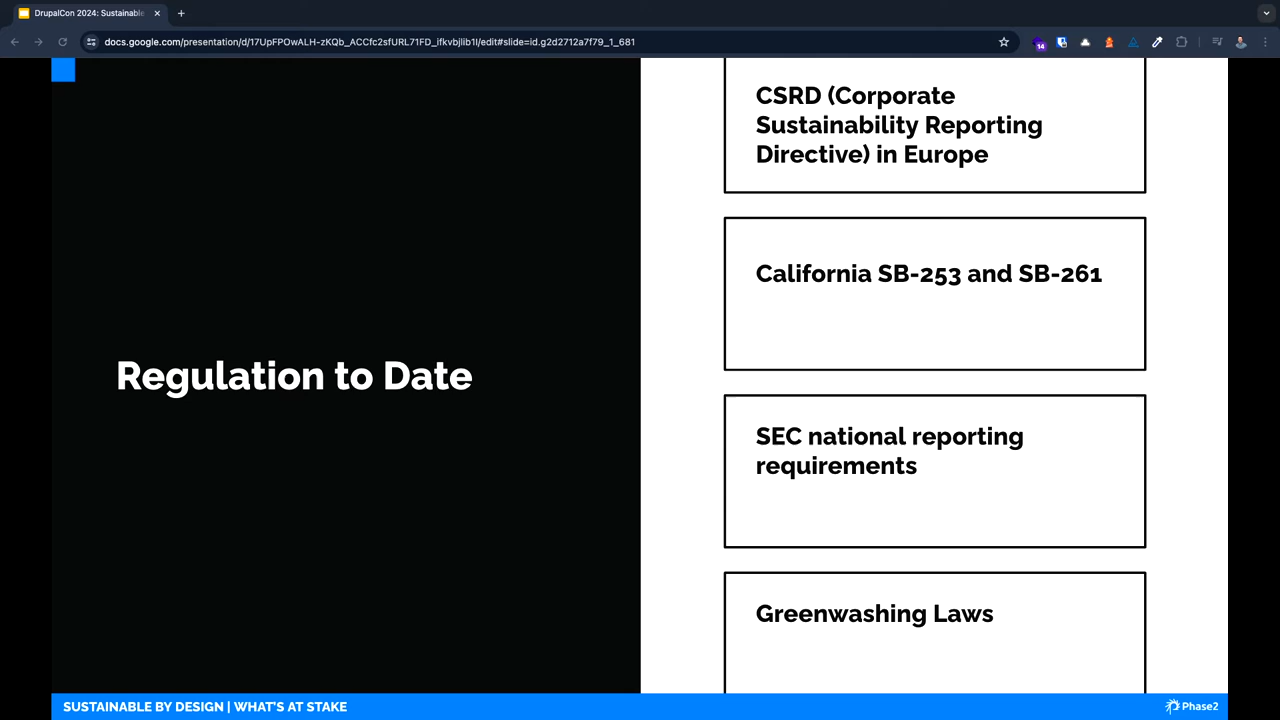 DrupalCon 2024: Sustainable
docs.google.com/presentation/d/17UpFPOwALH-zKQb_ACCfc2sfURL71FD_ifkvbjlib1I/edit#slide=id.g2d2712a7f79_1_681
14
Regulation to Date
CSRD (Corporate
Sustainability Reporting
Directive) in Europe
California SB-253 and SB-261
SEC national reporting
requirements
Greenwashing Laws
SUSTAINABLE BY DESIGN | WHAT'S AT STAKE
Phase2